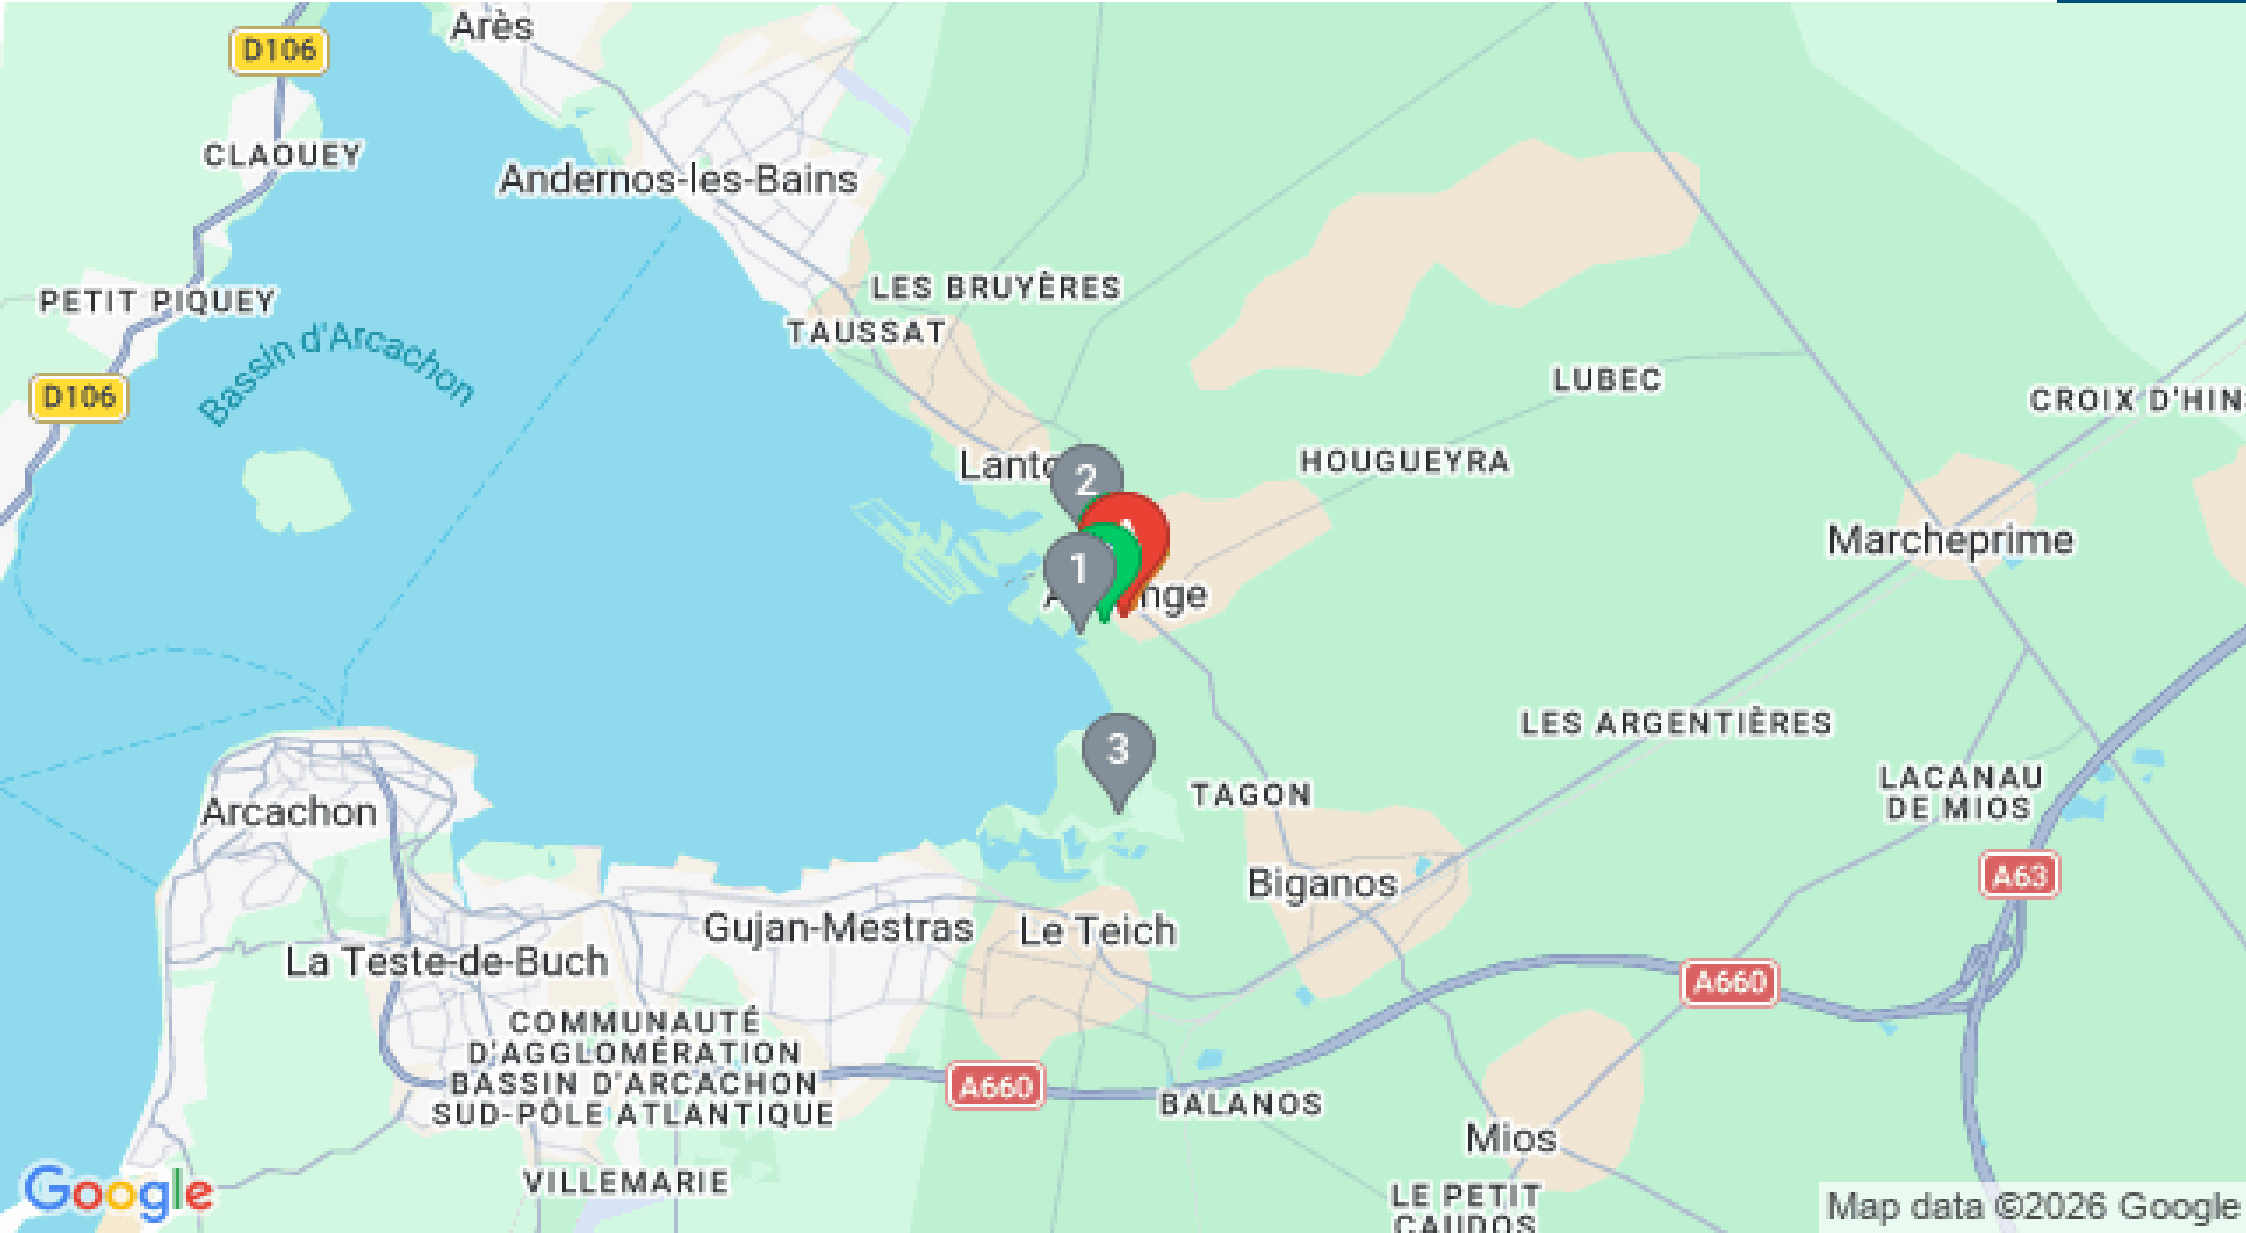 Arès
D106
CLAOUEY
Andernos-les-Bains
LES BRUYÈRES
PETIT PIQUEY
TAUSSAT
Bassin d'Arcachon
D106
LUBEC
CROIX D'HIN
HOUGUEYRA
2
Marcheprime
1
nge
LES ARGENTIÈRES
3
TAGON
LACANAU
DE MIOS
Arcachon
A63
Biganos
Gujan-Mestras
Le Teich
La Teste-de-Buch
A660
COMMUNAUTÉ
D'AGGLOMÉRATION
BASSIN D'ARCACHON
SUD-PÔLE ATLANTIQUE
A660
BALANOS
Mios
VILLEMARIE
LE PETIT
CAUDOS
Google
Map data ©2026 Google